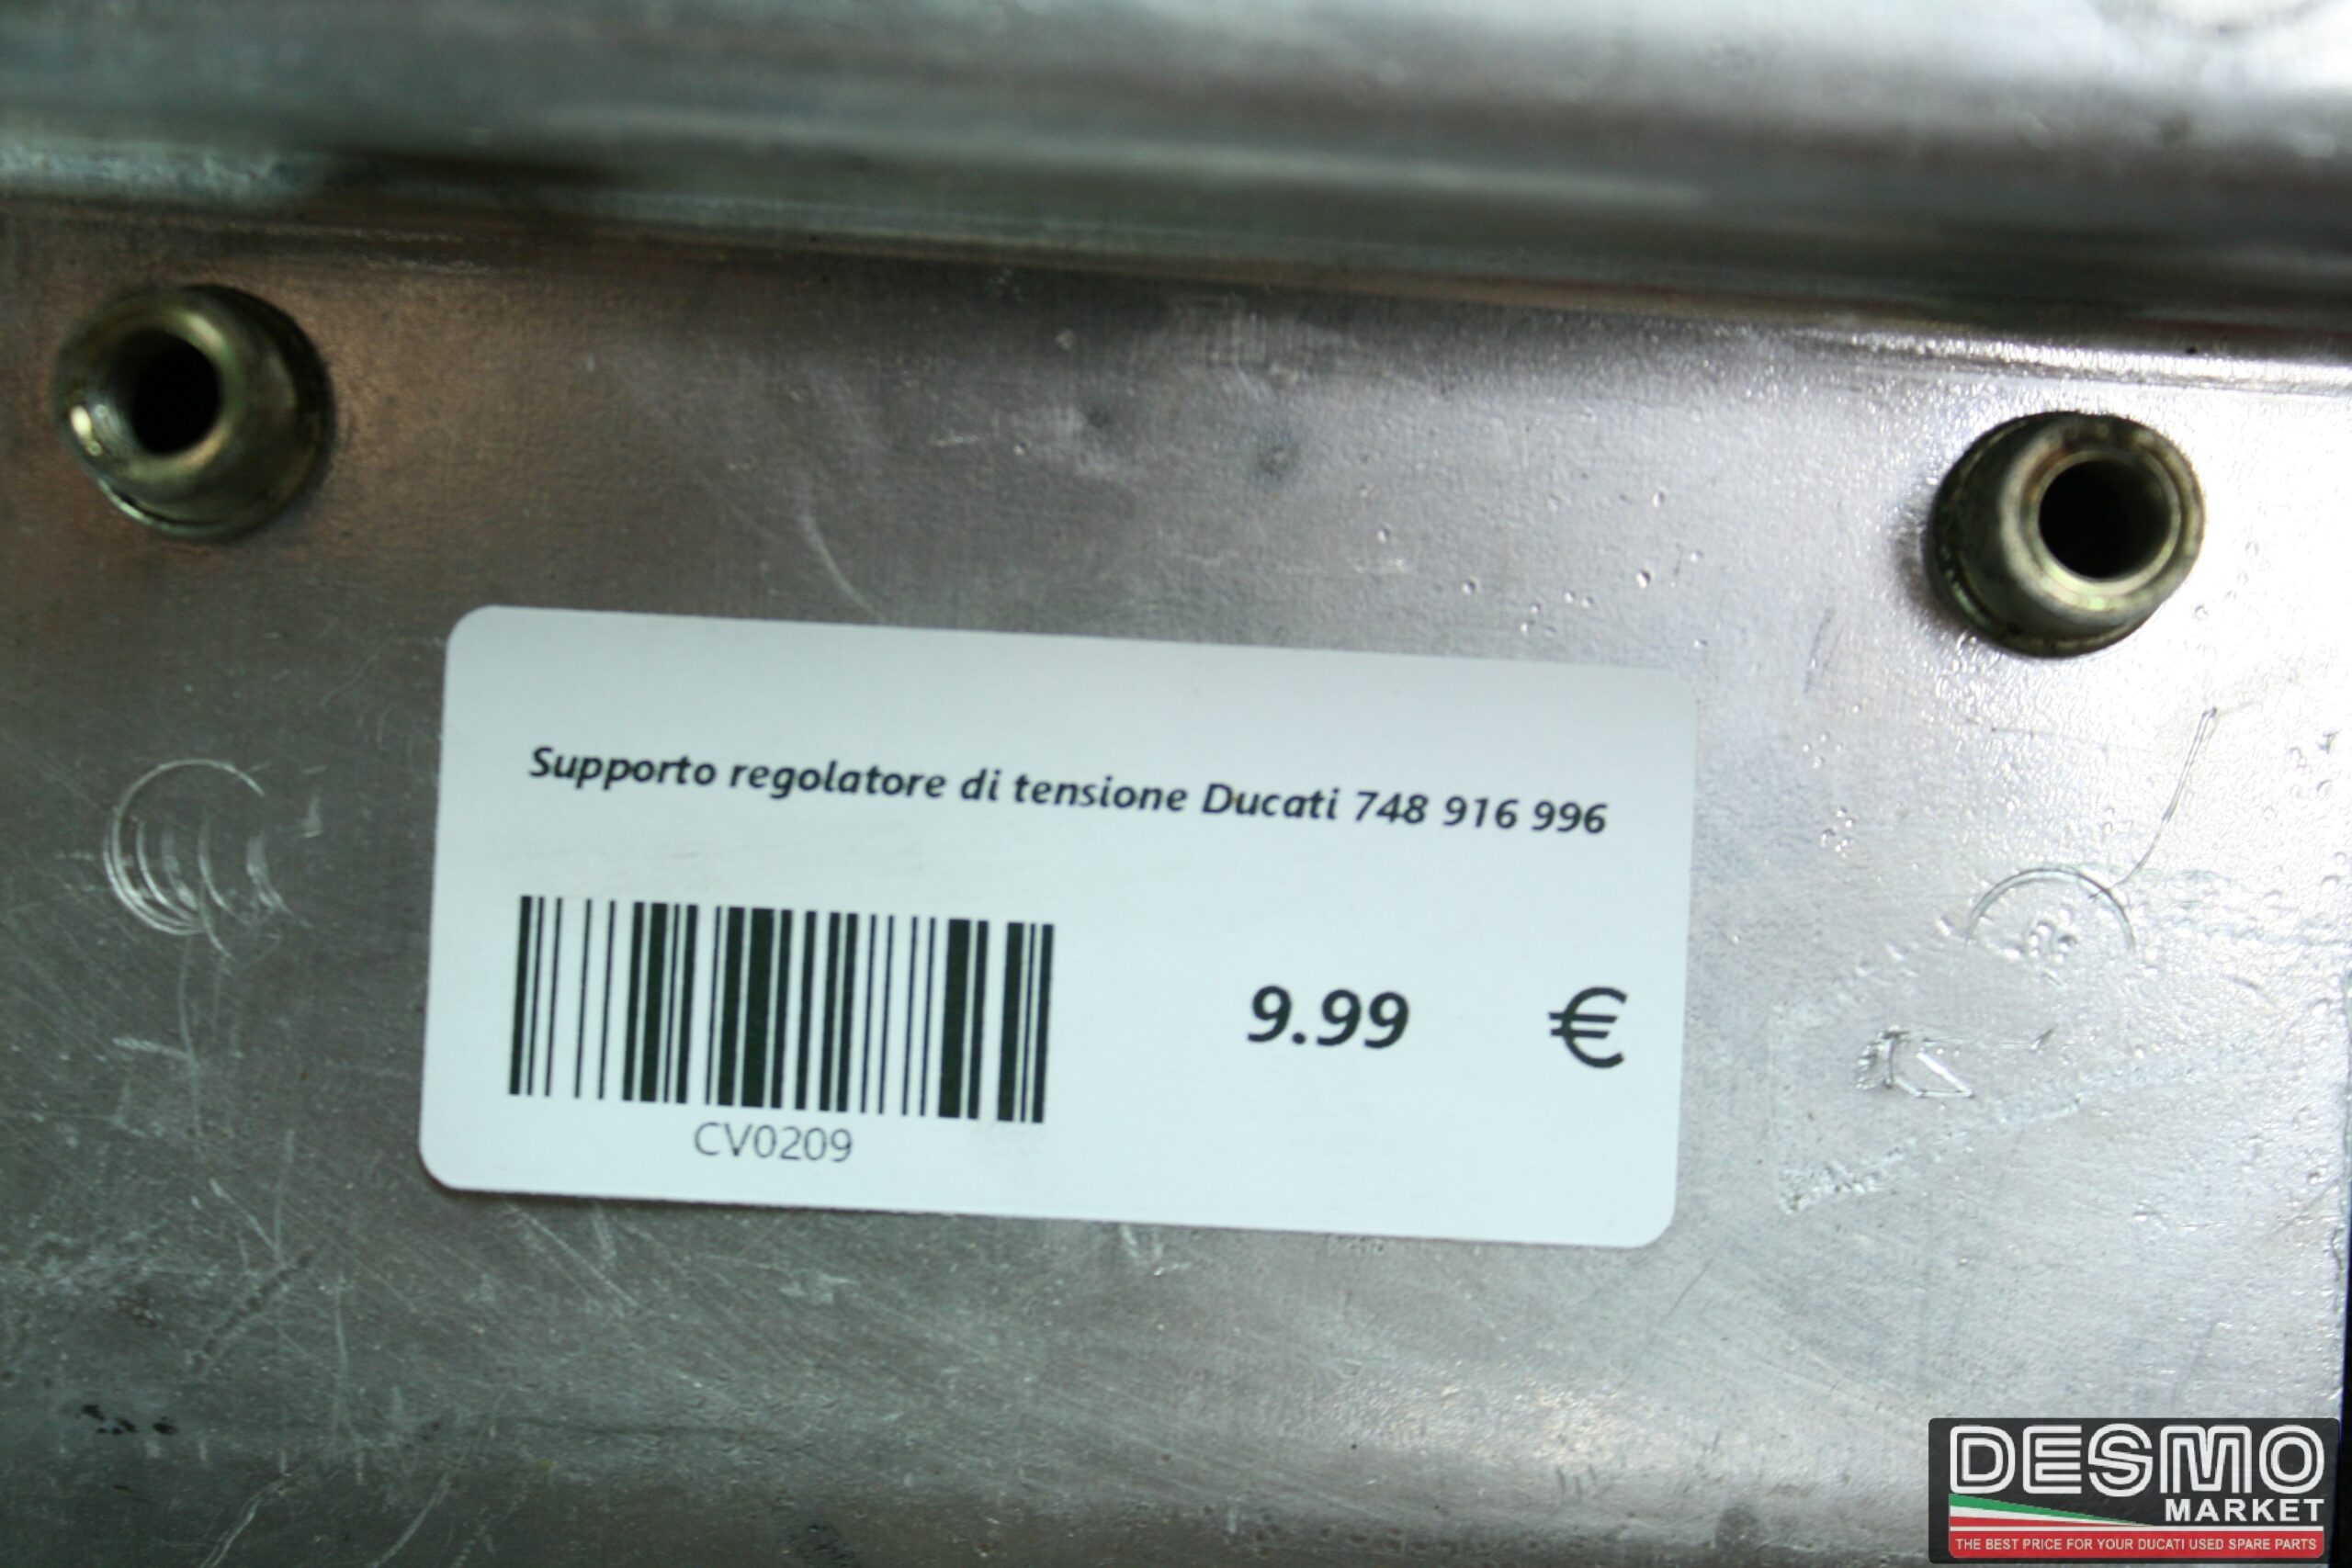 Supporto regolatore di tensione Ducati 748 916 996
9.99 €
CV0209
DESMO
MARKET
THE BEST PRICE FOR YOUR DUCATI USED SPARE PARTS